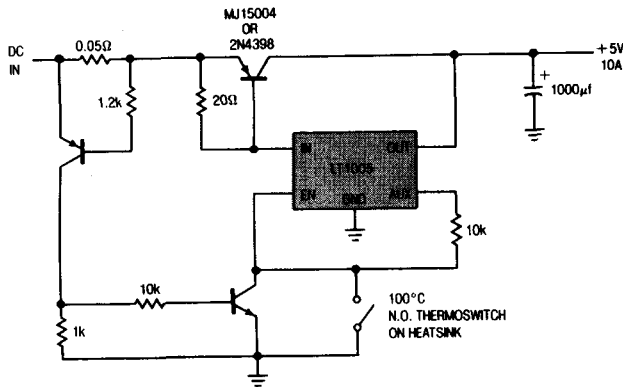 MJ15004
OR
2N4398
DC
IN
0.05Ω
+5V
10A
1.2k
20Ω
+
1000µf
IN
OUT
EN
GND
AUX
10k
10k
100°C
N.O. THERMOSWITCH
ON HEATSINK
1k